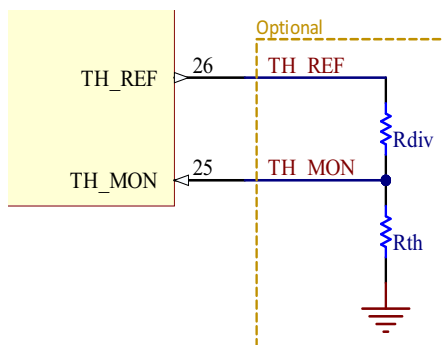 Optional
TH_REF 26 TH_REF
Rdiv
TH_MON 25 TH_MON
Rth